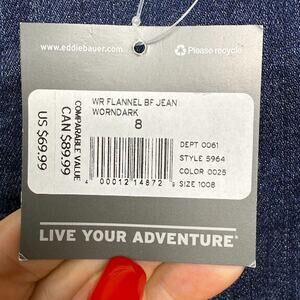 www.eddiebauer.com
Please recycle
WR FLANNEL BF JEAN
WORNDARK
8
COMPARABLE VALUE
CAN $89.99
US $69.99
DEPT 0061
STYLE 5964
COLOR 0025
SIZE 1008
4 00012 14872 8
LIVE YOUR ADVENTURE